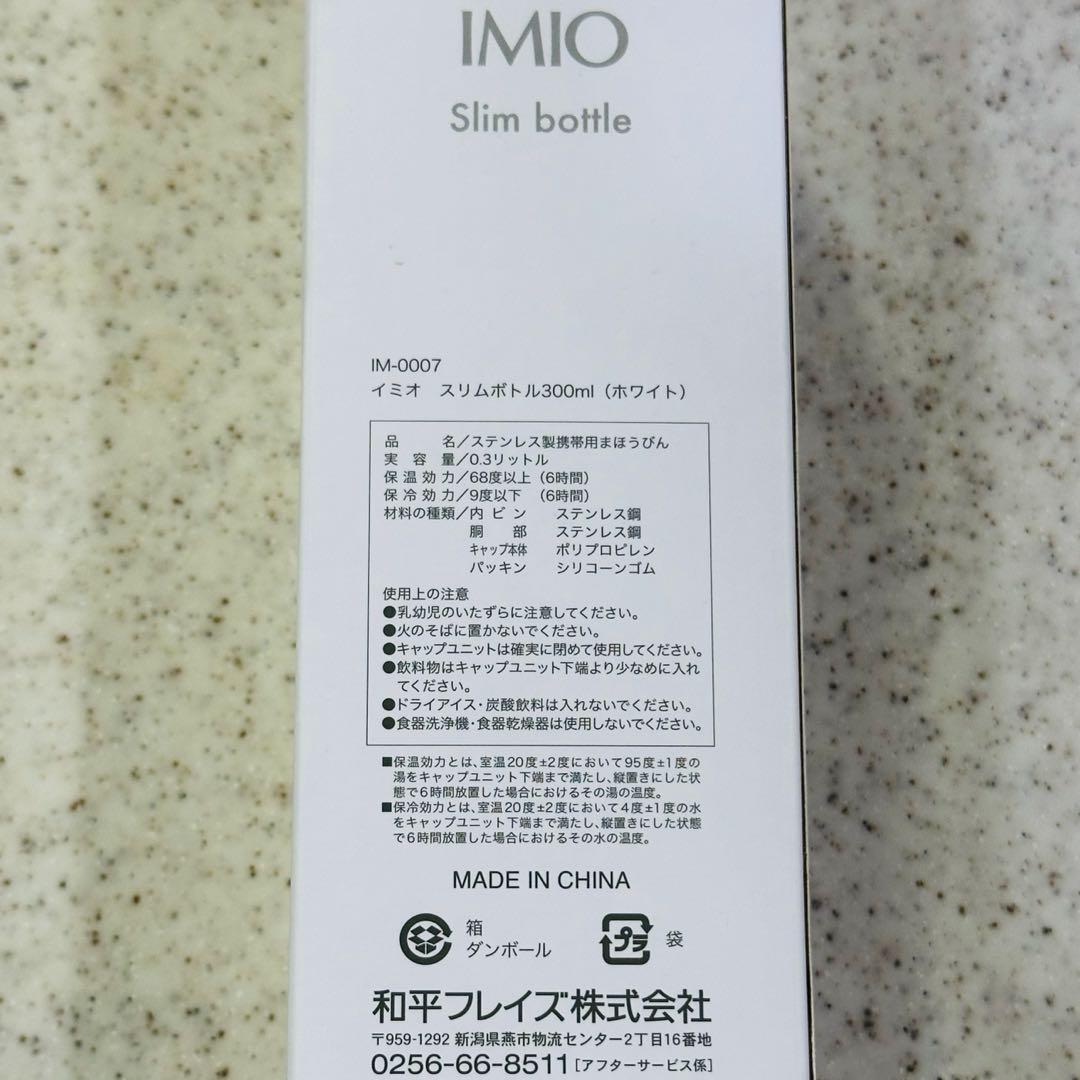 IMIO
Slim bottle
IM-0007
イミオ　スリムボトル300ml（ホワイト）
品　　名／ステンレス製携帯用まほうびん
実 容 量／0.3リットル
保 温 効 力／68度以上（6時間）
保 冷 効 力／9度以下　（6時間）
材料の種類／内 ビ ン　ステンレス鋼
胴　　部　ステンレス鋼
キャップ本体　ポリプロピレン
パッキン　シリコーンゴム
使用上の注意
●乳幼児のいたずらに注意してください。
●火のそばに置かないでください。
●キャップユニットは確実に閉めて使用してください。
●飲料物はキャップユニット下端より少なめに入れ
てください。
●ドライアイス・炭酸飲料は入れないでください。
●食器洗浄機・食器乾燥器は使用しないでください。
■保温効力とは、室温20度±2度において95度±1度の
湯をキャップユニット下端まで満たし、縦置きにした状
態で6時間放置した場合におけるその湯の温度。
■保冷効力とは、室温20度±2度において4度±1度の水
をキャップユニット下端まで満たし、縦置きにした状態
で6時間放置した場合におけるその水の温度。
MADE IN CHINA
箱
ダンボール
プラ
袋
和平フレイズ株式会社
〒959-1292 新潟県燕市物流センター2丁目16番地
0256-66-8511［アフターサービス係］